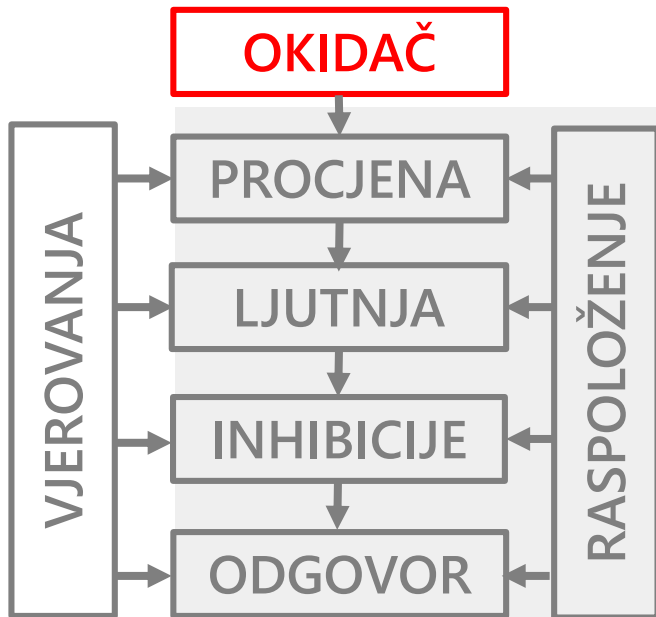 OKIDAČ
PROCJENA
LJUTNJA
INHIBICIJE
ODGOVOR
VJEROVANJA
RASPOLOŽENJE